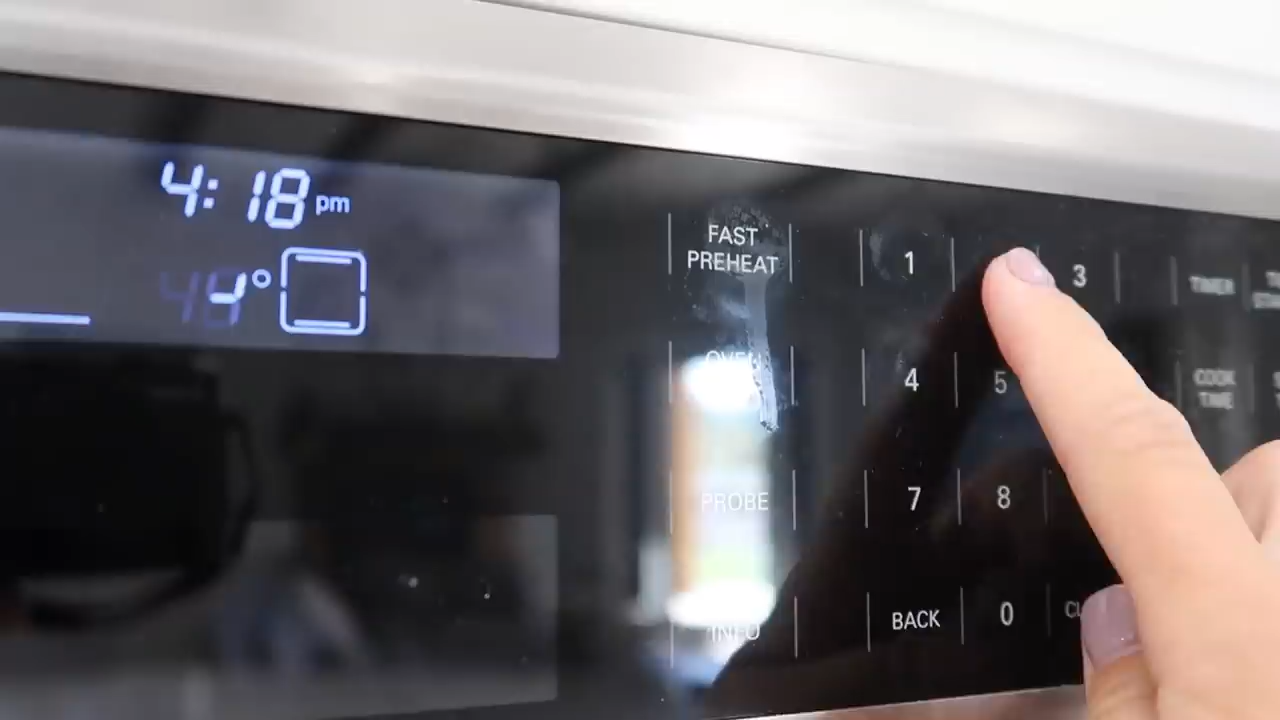 4:18 pm
FAST
PREHEAT
1
3
TIMER
OVEN
4
5
COOK
TIME
PROBE
7
8
INFO
BACK
0